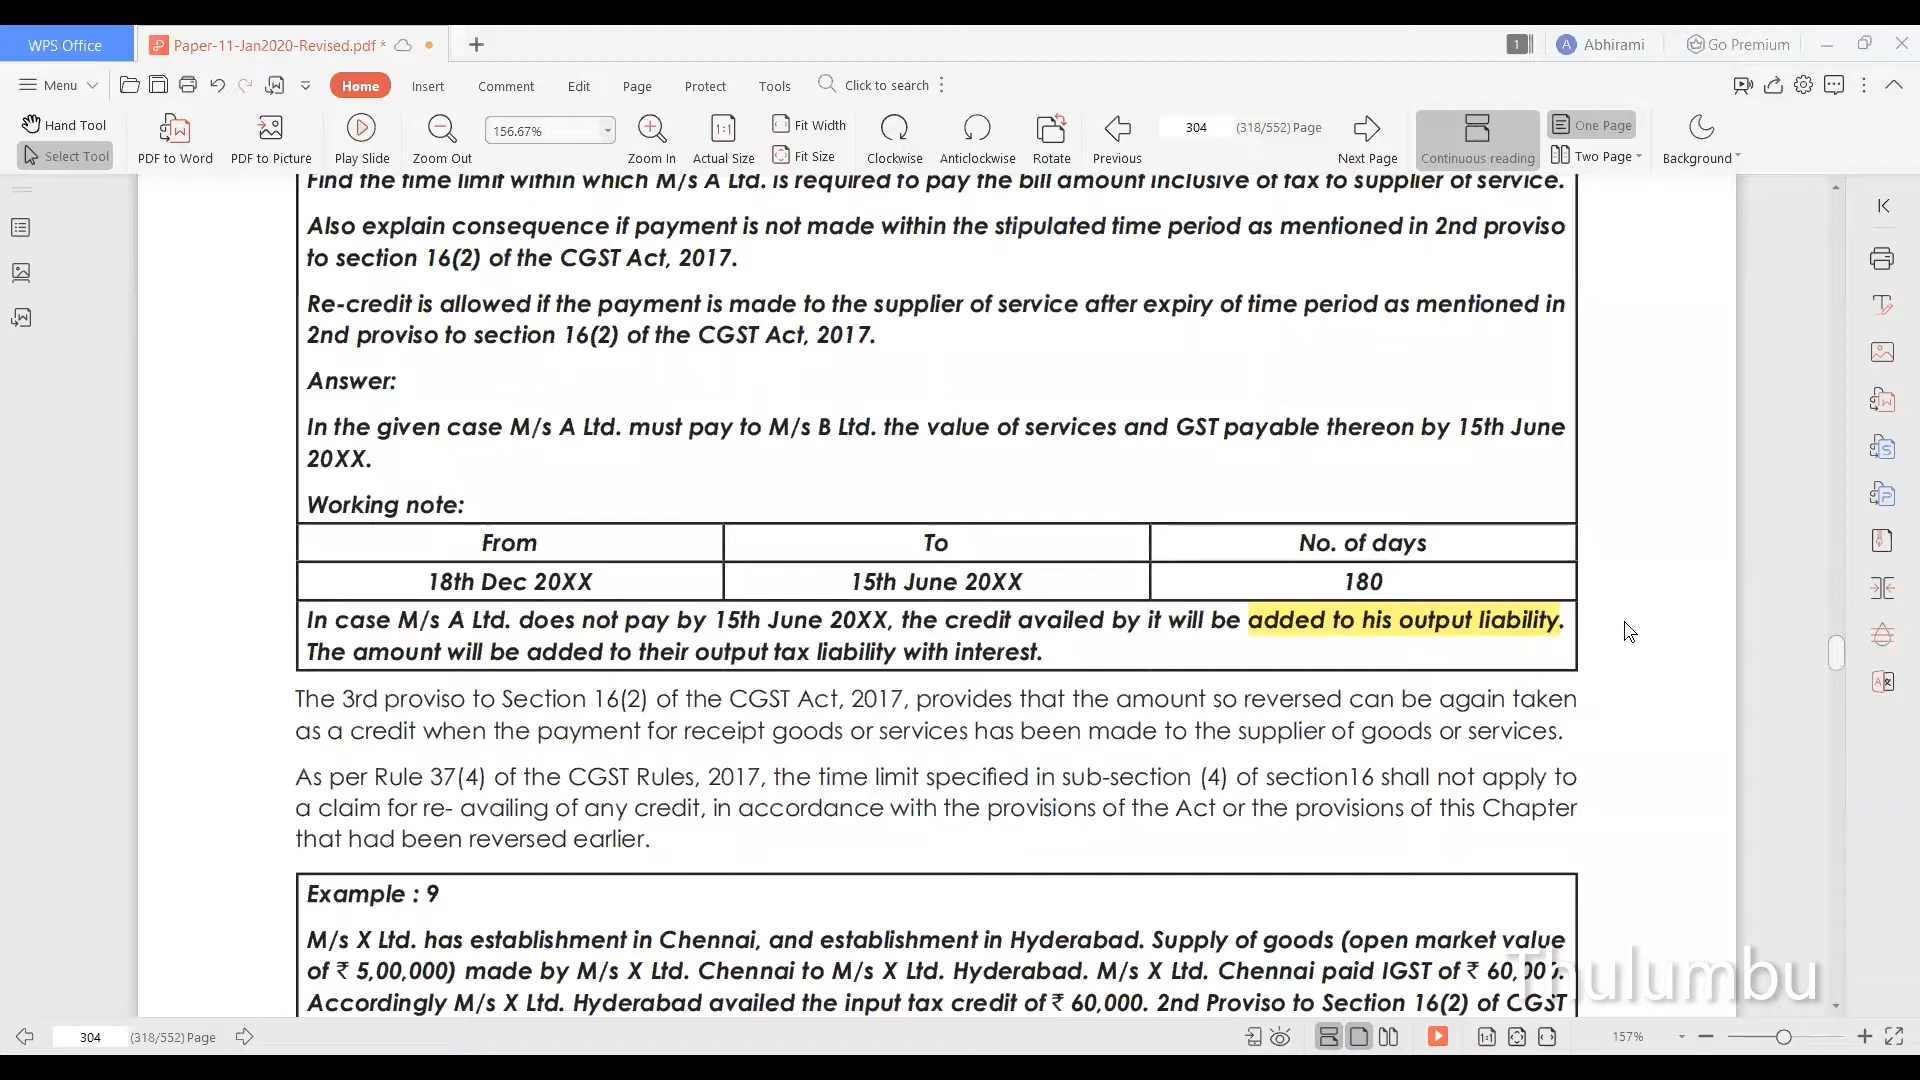 WPS Office
Paper-11-Jan2020-Revised.pdf *
1
A Abhirami
Go Premium
Menu
Home
Insert
Comment
Edit
Page
Protect
Tools
Click to search
Hand Tool
Select Tool
PDF to Word
PDF to Picture
Play Slide
Zoom Out
156.67%
Zoom In
1:1
Actual Size
Fit Width
Fit Size
Clockwise
Anticlockwise
Rotate
Previous
304
(318/552) Page
Next Page
Continuous reading
One Page
Two Page
Background
Find the time limit within which M/s A Ltd. is required to pay the bill amount inclusive of tax to supplier of service.
Also explain consequence if payment is not made within the stipulated time period as mentioned in 2nd proviso
to section 16(2) of the CGST Act, 2017.
Re-credit is allowed if the payment is made to the supplier of service after expiry of time period as mentioned in
2nd proviso to section 16(2) of the CGST Act, 2017.
Answer:
In the given case M/s A Ltd. must pay to M/s B Ltd. the value of services and GST payable thereon by 15th June
20XX.
Working note:
From To No. of days
18th Dec 20XX 15th June 20XX 180
In case M/s A Ltd. does not pay by 15th June 20XX, the credit availed by it will be added to his output liability.
The amount will be added to their output tax liability with interest.
The 3rd proviso to Section 16(2) of the CGST Act, 2017, provides that the amount so reversed can be again taken
as a credit when the payment for receipt goods or services has been made to the supplier of goods or services.
As per Rule 37(4) of the CGST Rules, 2017, the time limit specified in sub-section (4) of section16 shall not apply to
a claim for re- availing of any credit, in accordance with the provisions of the Act or the provisions of this Chapter
that had been reversed earlier.
Example : 9
M/s X Ltd. has establishment in Chennai, and establishment in Hyderabad. Supply of goods (open market value
of ₹ 5,00,000) made by M/s X Ltd. Chennai to M/s X Ltd. Hyderabad. M/s X Ltd. Chennai paid IGST of ₹ 60,000.
Accordingly M/s X Ltd. Hyderabad availed the input tax credit of ₹ 60,000. 2nd Proviso to Section 16(2) of CGST
Thulumbu
304
(318/552) Page
157%